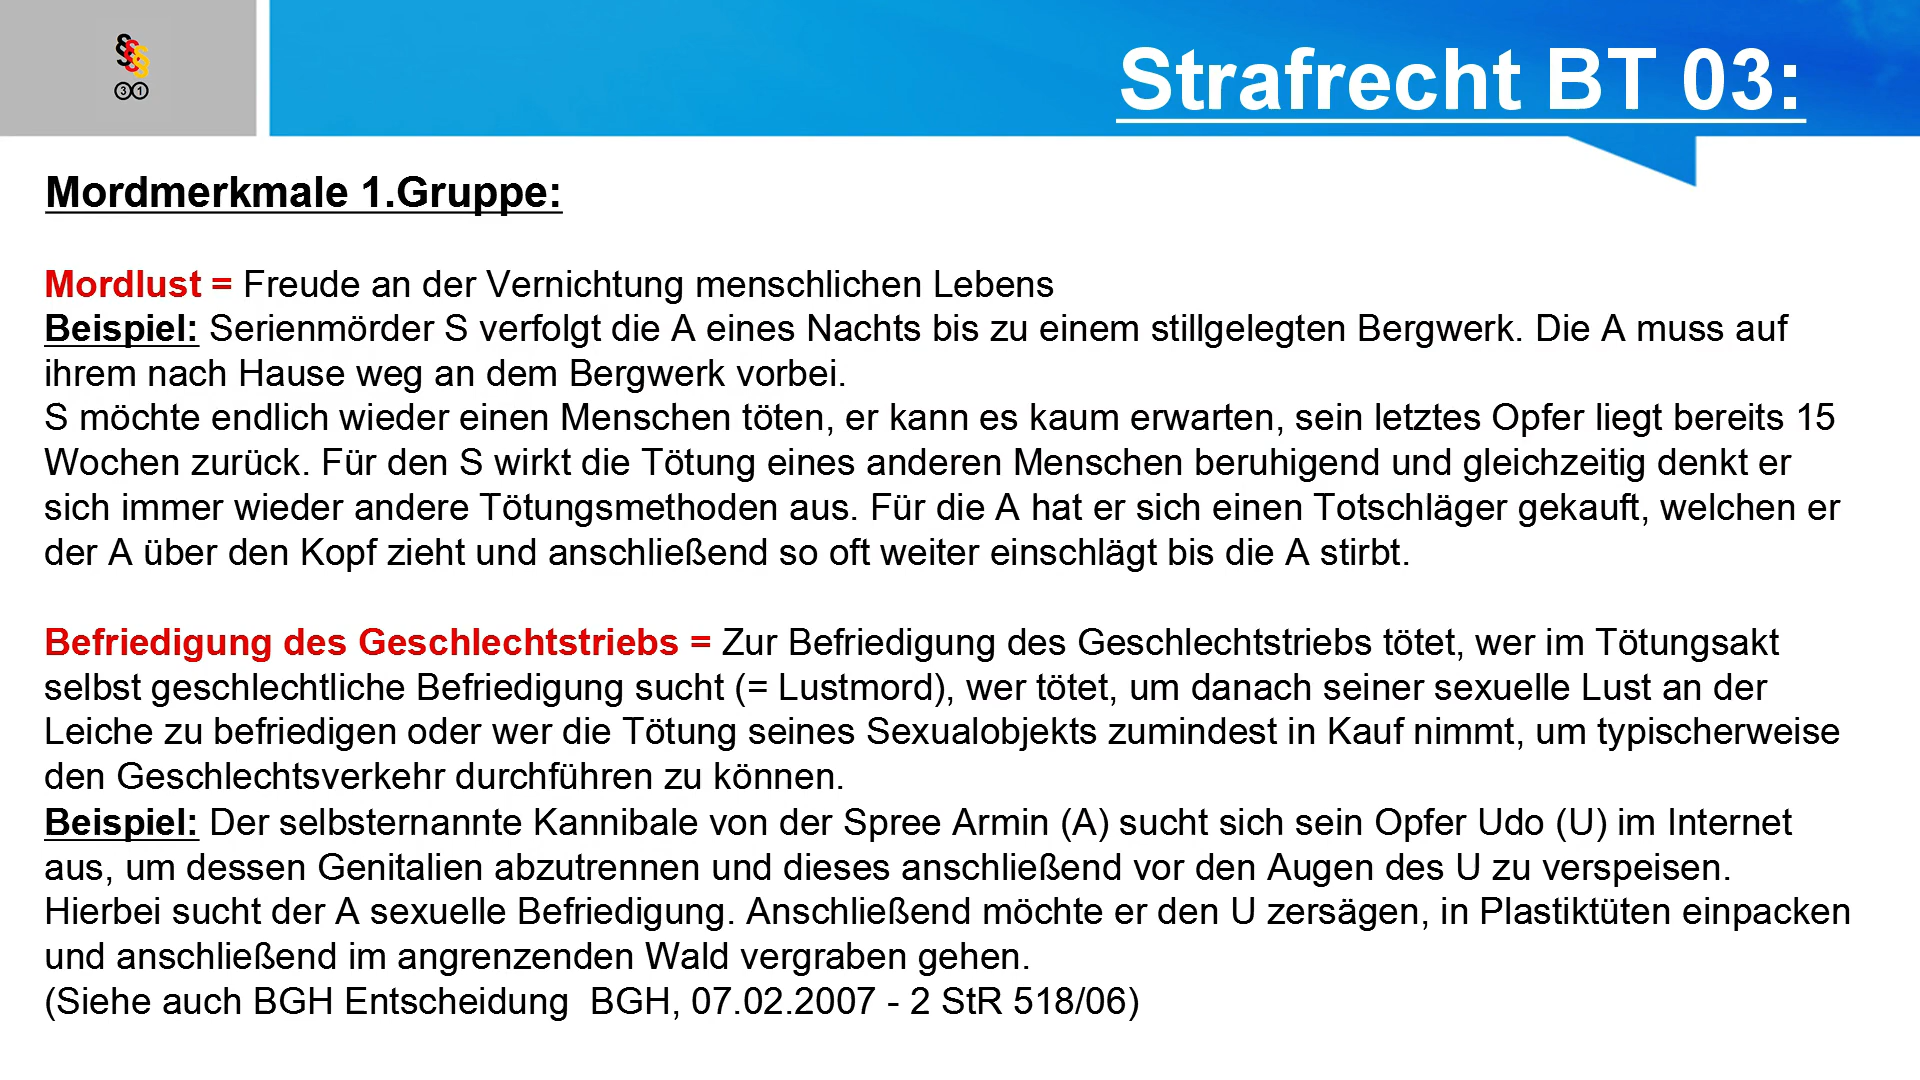 Strafrecht BT 03:
Mordmerkmale 1.Gruppe:
Mordlust = Freude an der Vernichtung menschlichen Lebens
Beispiel: Serienmörder S verfolgt die A eines Nachts bis zu einem stillgelegten Bergwerk. Die A muss auf
ihrem nach Hause weg an dem Bergwerk vorbei.
S möchte endlich wieder einen Menschen töten, er kann es kaum erwarten, sein letztes Opfer liegt bereits 15
Wochen zurück. Für den S wirkt die Tötung eines anderen Menschen beruhigend und gleichzeitig denkt er
sich immer wieder andere Tötungsmethoden aus. Für die A hat er sich einen Totschläger gekauft, welchen er
der A über den Kopf zieht und anschließend so oft weiter einschlägt bis die A stirbt.
Befriedigung des Geschlechtstriebs = Zur Befriedigung des Geschlechtstriebs tötet, wer im Tötungsakt
selbst geschlechtliche Befriedigung sucht (= Lustmord), wer tötet, um danach seiner sexuelle Lust an der
Leiche zu befriedigen oder wer die Tötung seines Sexualobjekts zumindest in Kauf nimmt, um typischerweise
den Geschlechtsverkehr durchführen zu können.
Beispiel: Der selbsternannte Kannibale von der Spree Armin (A) sucht sich sein Opfer Udo (U) im Internet
aus, um dessen Genitalien abzutrennen und dieses anschließend vor den Augen des U zu verspeisen.
Hierbei sucht der A sexuelle Befriedigung. Anschließend möchte er den U zersägen, in Plastiktüten einpacken
und anschließend im angrenzenden Wald vergraben gehen.
(Siehe auch BGH Entscheidung  BGH, 07.02.2007 - 2 StR 518/06)
§§§
31